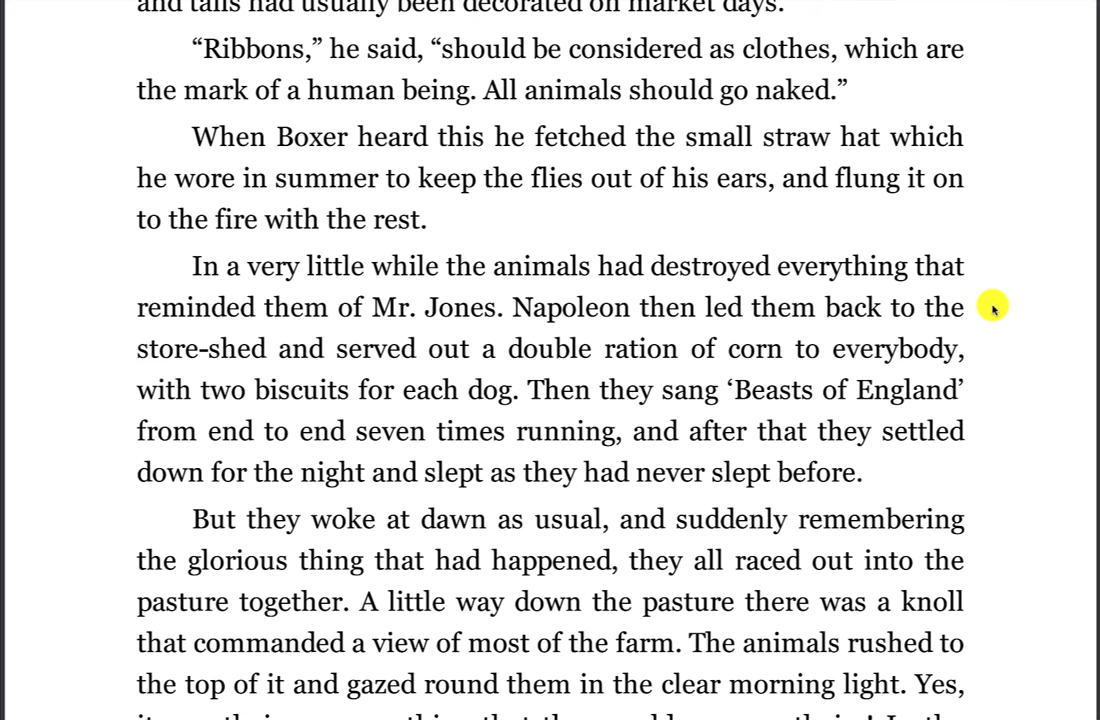 and tails had usually been decorated on market days.
“Ribbons,” he said, “should be considered as clothes, which are
the mark of a human being. All animals should go naked.”
When Boxer heard this he fetched the small straw hat which
he wore in summer to keep the flies out of his ears, and flung it on
to the fire with the rest.
In a very little while the animals had destroyed everything that
reminded them of Mr. Jones. Napoleon then led them back to the
store-shed and served out a double ration of corn to everybody,
with two biscuits for each dog. Then they sang ‘Beasts of England’
from end to end seven times running, and after that they settled
down for the night and slept as they had never slept before.
But they woke at dawn as usual, and suddenly remembering
the glorious thing that had happened, they all raced out into the
pasture together. A little way down the pasture there was a knoll
that commanded a view of most of the farm. The animals rushed to
the top of it and gazed round them in the clear morning light. Yes,